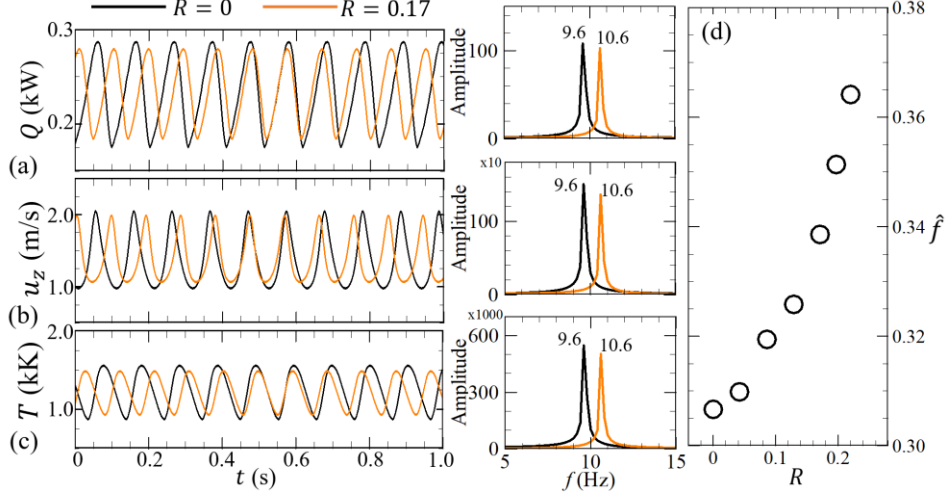 R = 0
R = 0.17
0.3
0.2
Q (kW)
(a)
2.0
1.0
u_z (m/s)
(b)
2.0
1.0
T (kK)
(c)
0.0 0.2 0.4 0.6 0.8 1.0
t (s)
100
0
Amplitude
9.6 10.6
x10
100
0
Amplitude
9.6 10.6
x1000
600
300
0
Amplitude
9.6 10.6
5 10 15
f (Hz)
(d)
0.38
0.36
0.34
0.32
0.30
f̂
0 0.1 0.2
R